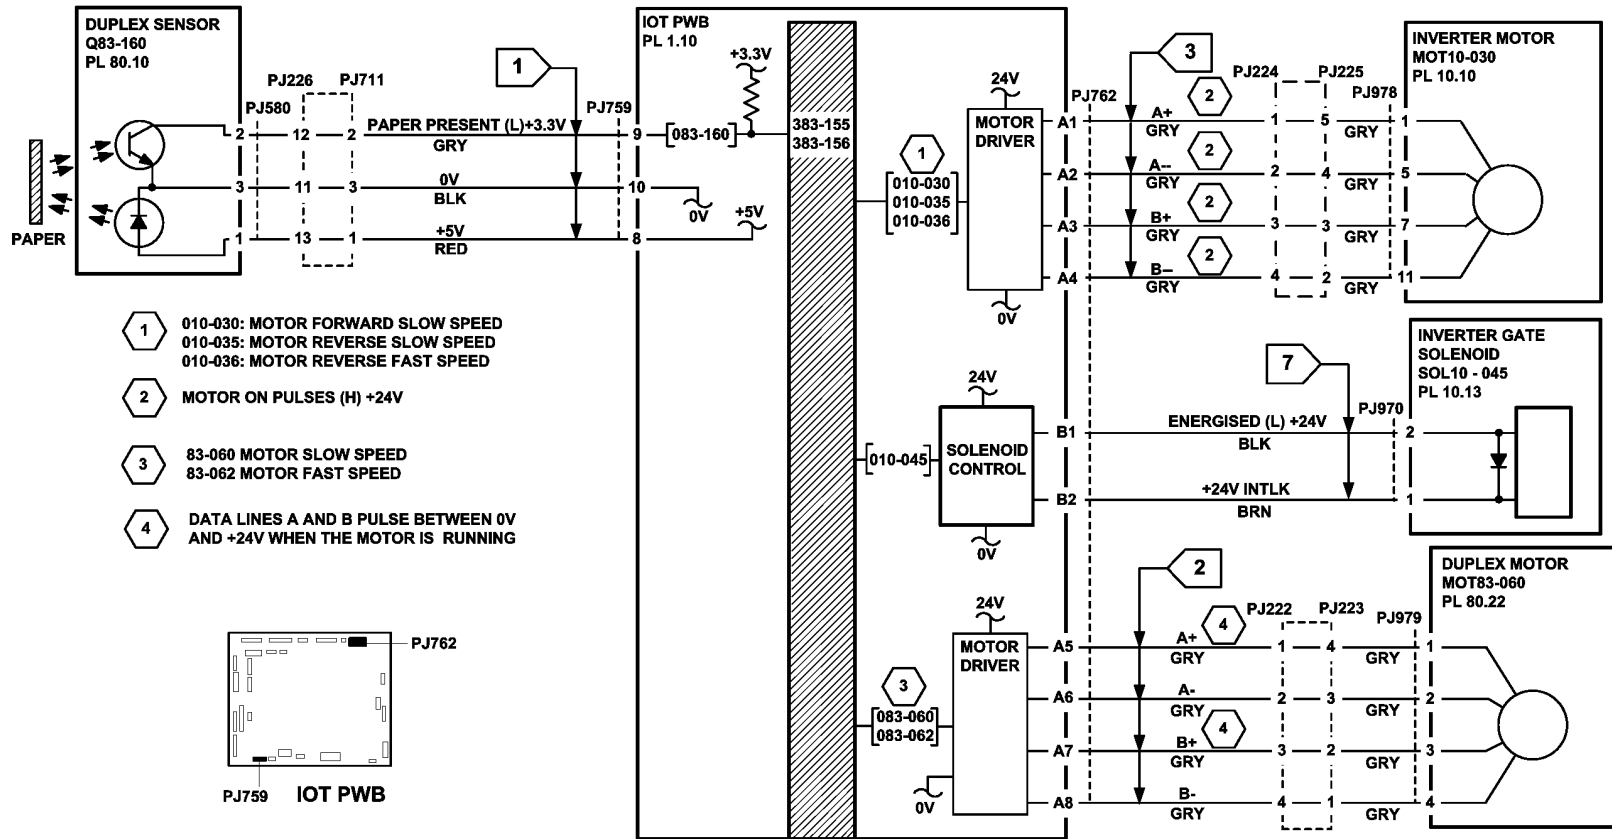 DUPLEX SENSOR
Q83-160
PL 80.10
PJ226
PJ711
PJ580
PJ759
1
2
12
2
PAPER PRESENT (L)+3.3V
GRY
9
[083-160]
3
11
3
0V
BLK
10
0V
1
13
1
+5V
RED
8
+5V
PAPER
IOT PWB
PL 1.10
+3.3V
383-155
383-156
1
010-030: MOTOR FORWARD SLOW SPEED
010-035: MOTOR REVERSE SLOW SPEED
010-036: MOTOR REVERSE FAST SPEED
2
MOTOR ON PULSES (H) +24V
3
83-060 MOTOR SLOW SPEED
83-062 MOTOR FAST SPEED
4
DATA LINES A AND B PULSE BETWEEN 0V
AND +24V WHEN THE MOTOR IS RUNNING
PJ762
PJ759
IOT PWB
1
010-030
010-035
010-036
24V
MOTOR
DRIVER
0V
PJ762
3
PJ224
PJ225
PJ978
INVERTER MOTOR
MOT10-030
PL 10.10
A1
A+
GRY
2
1
5
GRY
1
A2
A--
GRY
2
2
4
GRY
5
A3
B+
GRY
2
3
3
GRY
7
A4
B--
GRY
2
4
2
GRY
11
[010-045]
24V
SOLENOID
CONTROL
0V
7
PJ970
INVERTER GATE
SOLENOID
SOL10 - 045
PL 10.13
B1
ENERGISED (L) +24V
BLK
2
B2
+24V INTLK
BRN
1
3
083-060
083-062
24V
MOTOR
DRIVER
0V
2
PJ222
PJ223
PJ979
DUPLEX MOTOR
MOT83-060
PL 80.22
A5
A+
GRY
4
1
4
GRY
1
A6
A-
GRY
2
3
GRY
2
A7
B+
GRY
4
3
2
GRY
3
A8
B-
GRY
4
1
GRY
4